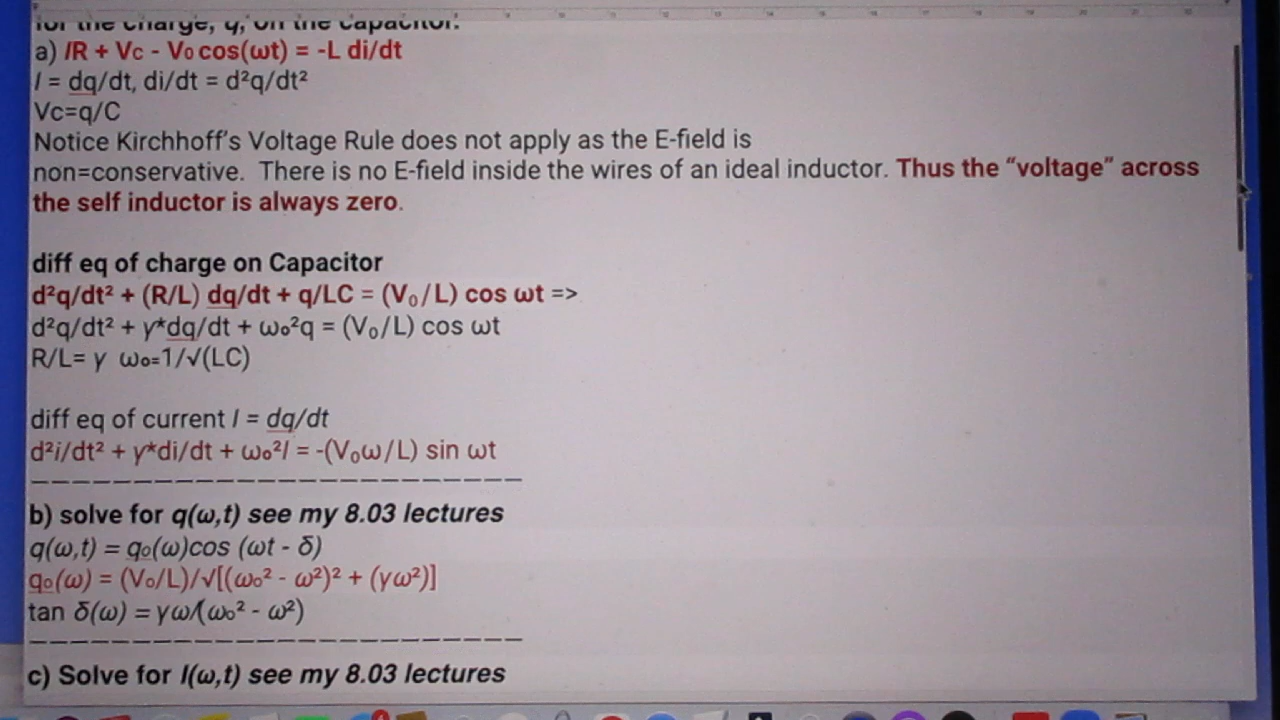 for the charge, q, on the capacitor.
a) IR + Vc - V₀ cos(ωt) = -L di/dt
I = dq/dt, di/dt = d²q/dt²
Vc=q/C
Notice Kirchhoff's Voltage Rule does not apply as the E-field is
non=conservative.  There is no E-field inside the wires of an ideal inductor. Thus the "voltage" across
the self inductor is always zero.
diff eq of charge on Capacitor
d²q/dt² + (R/L) dq/dt + q/LC = (V₀/L) cos ωt =>
d²q/dt² + γ*dq/dt + ω₀²q = (V₀/L) cos ωt
R/L= γ  ω₀=1/√(LC)
diff eq of current I = dq/dt
d²i/dt² + γ*di/dt + ω₀²I = -(V₀ω/L) sin ωt
————————————————————————
b) solve for q(ω,t) see my 8.03 lectures
q(ω,t) = q₀(ω)cos (ωt - δ)
q₀(ω) = (V₀/L)/√[(ω₀² - ω²)² + (γω²)]
tan δ(ω) = γω/(ω₀² - ω²)
————————————————————————
c) Solve for I(ω,t) see my 8.03 lectures